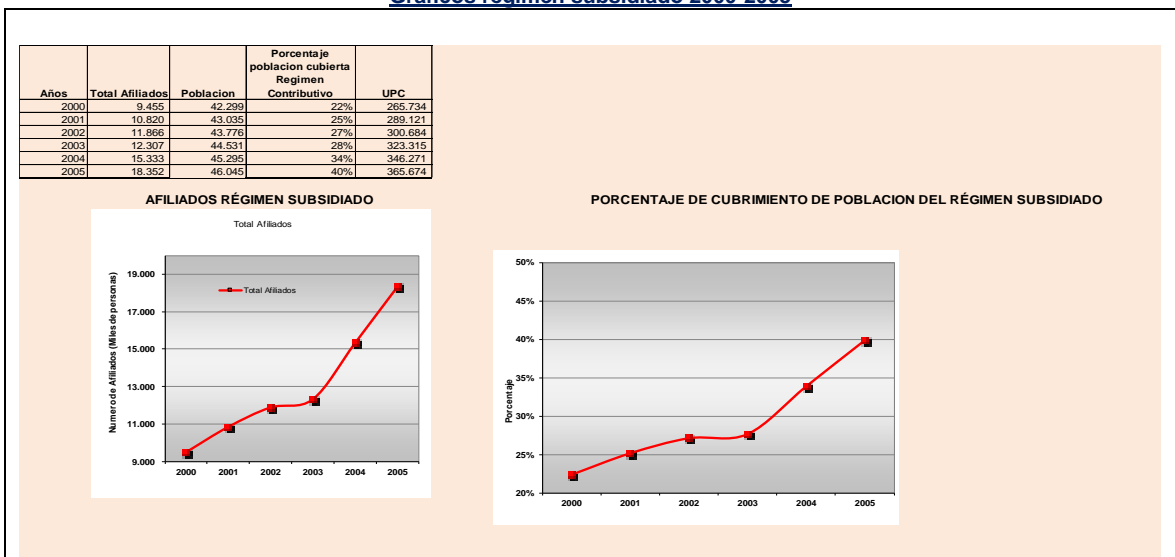 Gráficos régimen subsidiado 2000-2005
Porcentaje
poblacion cubierta
Regimen
Años Total Afiliados Poblacion Contributivo UPC
2000 9.455 42.299 22% 265.734
2001 10.820 43.035 25% 289.121
2002 11.866 43.776 27% 300.684
2003 12.307 44.531 28% 323.315
2004 15.333 45.295 34% 346.271
2005 18.352 46.045 40% 365.674
AFILIADOS RÉGIMEN SUBSIDIADO
Total Afiliados
Numero de Afiliados (Miles de personas)
19.000
17.000
15.000
13.000
11.000
9.000
Total Afiliados
2000 2001 2002 2003 2004 2005
PORCENTAJE DE CUBRIMIENTO DE POBLACION DEL RÉGIMEN SUBSIDIADO
Porcentaje
50%
45%
40%
35%
30%
25%
20%
2000 2001 2002 2003 2004 2005